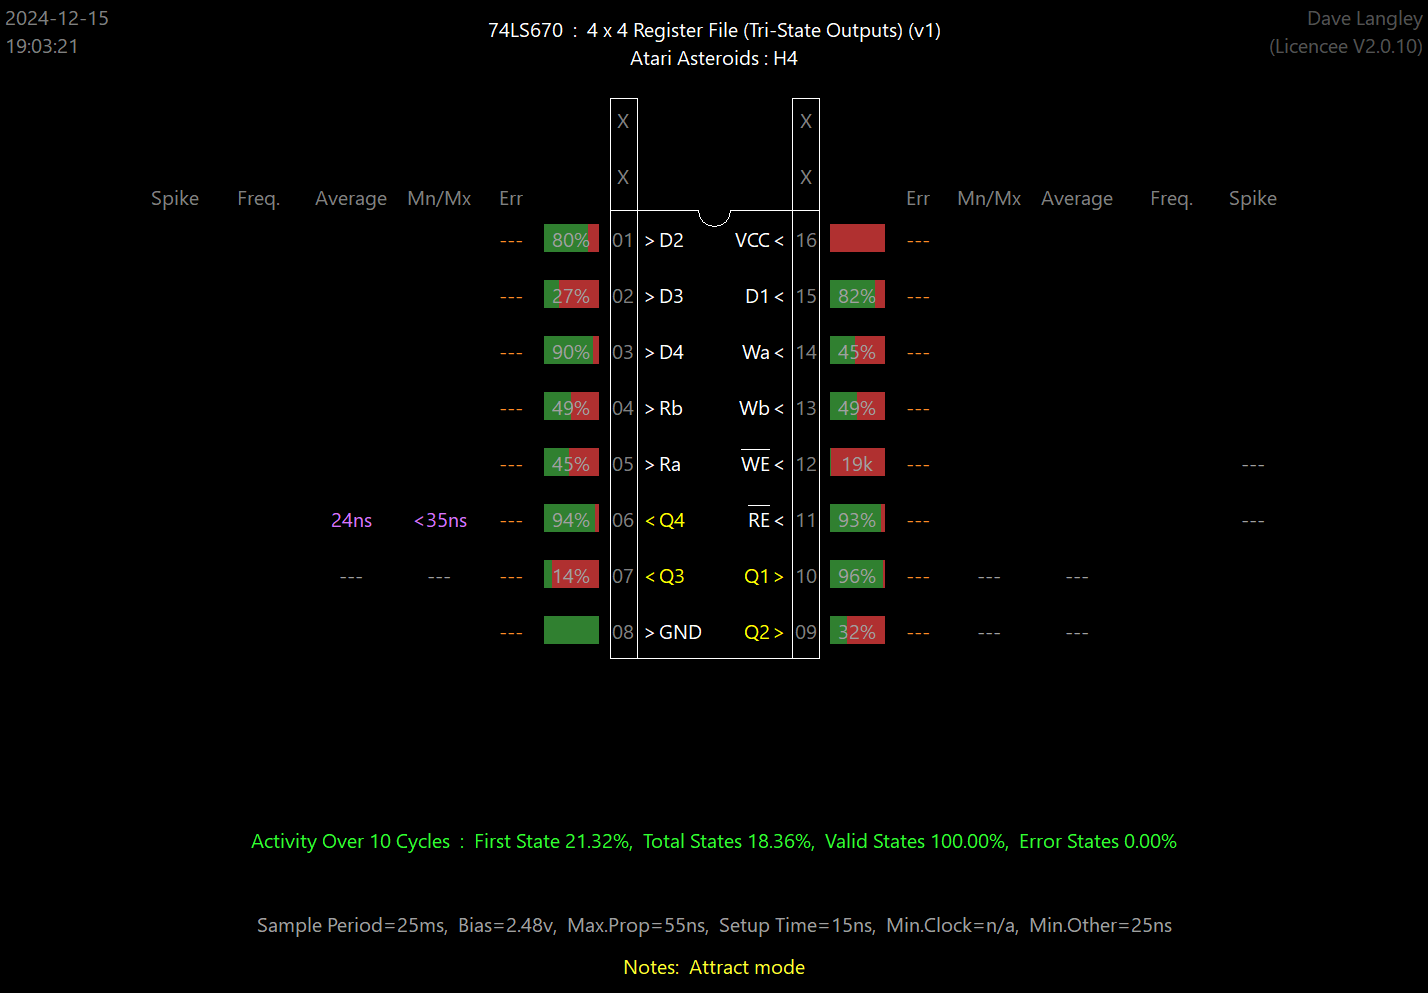 2024-12-15
19:03:21
74LS670 : 4 x 4 Register File (Tri-State Outputs) (v1)
Atari Asteroids : H4
Dave Langley
(Licencee V2.0.10)
X X
X X
Spike Freq. Average Mn/Mx Err Err Mn/Mx Average Freq. Spike
--- 80% 01 > D2 VCC < 16 ---
--- 27% 02 > D3 D1 < 15 82% ---
--- 90% 03 > D4 Wa < 14 45% ---
--- 49% 04 > Rb Wb < 13 49% ---
--- 45% 05 > Ra WE < 12 19k --- ---
24ns <35ns --- 94% 06 < Q4 RE < 11 93% --- ---
--- --- --- 14% 07 < Q3 Q1 > 10 96% --- --- ---
--- 08 > GND Q2 > 09 32% --- --- ---
Activity Over 10 Cycles : First State 21.32%, Total States 18.36%, Valid States 100.00%, Error States 0.00%
Sample Period=25ms, Bias=2.48v, Max.Prop=55ns, Setup Time=15ns, Min.Clock=n/a, Min.Other=25ns
Notes: Attract mode